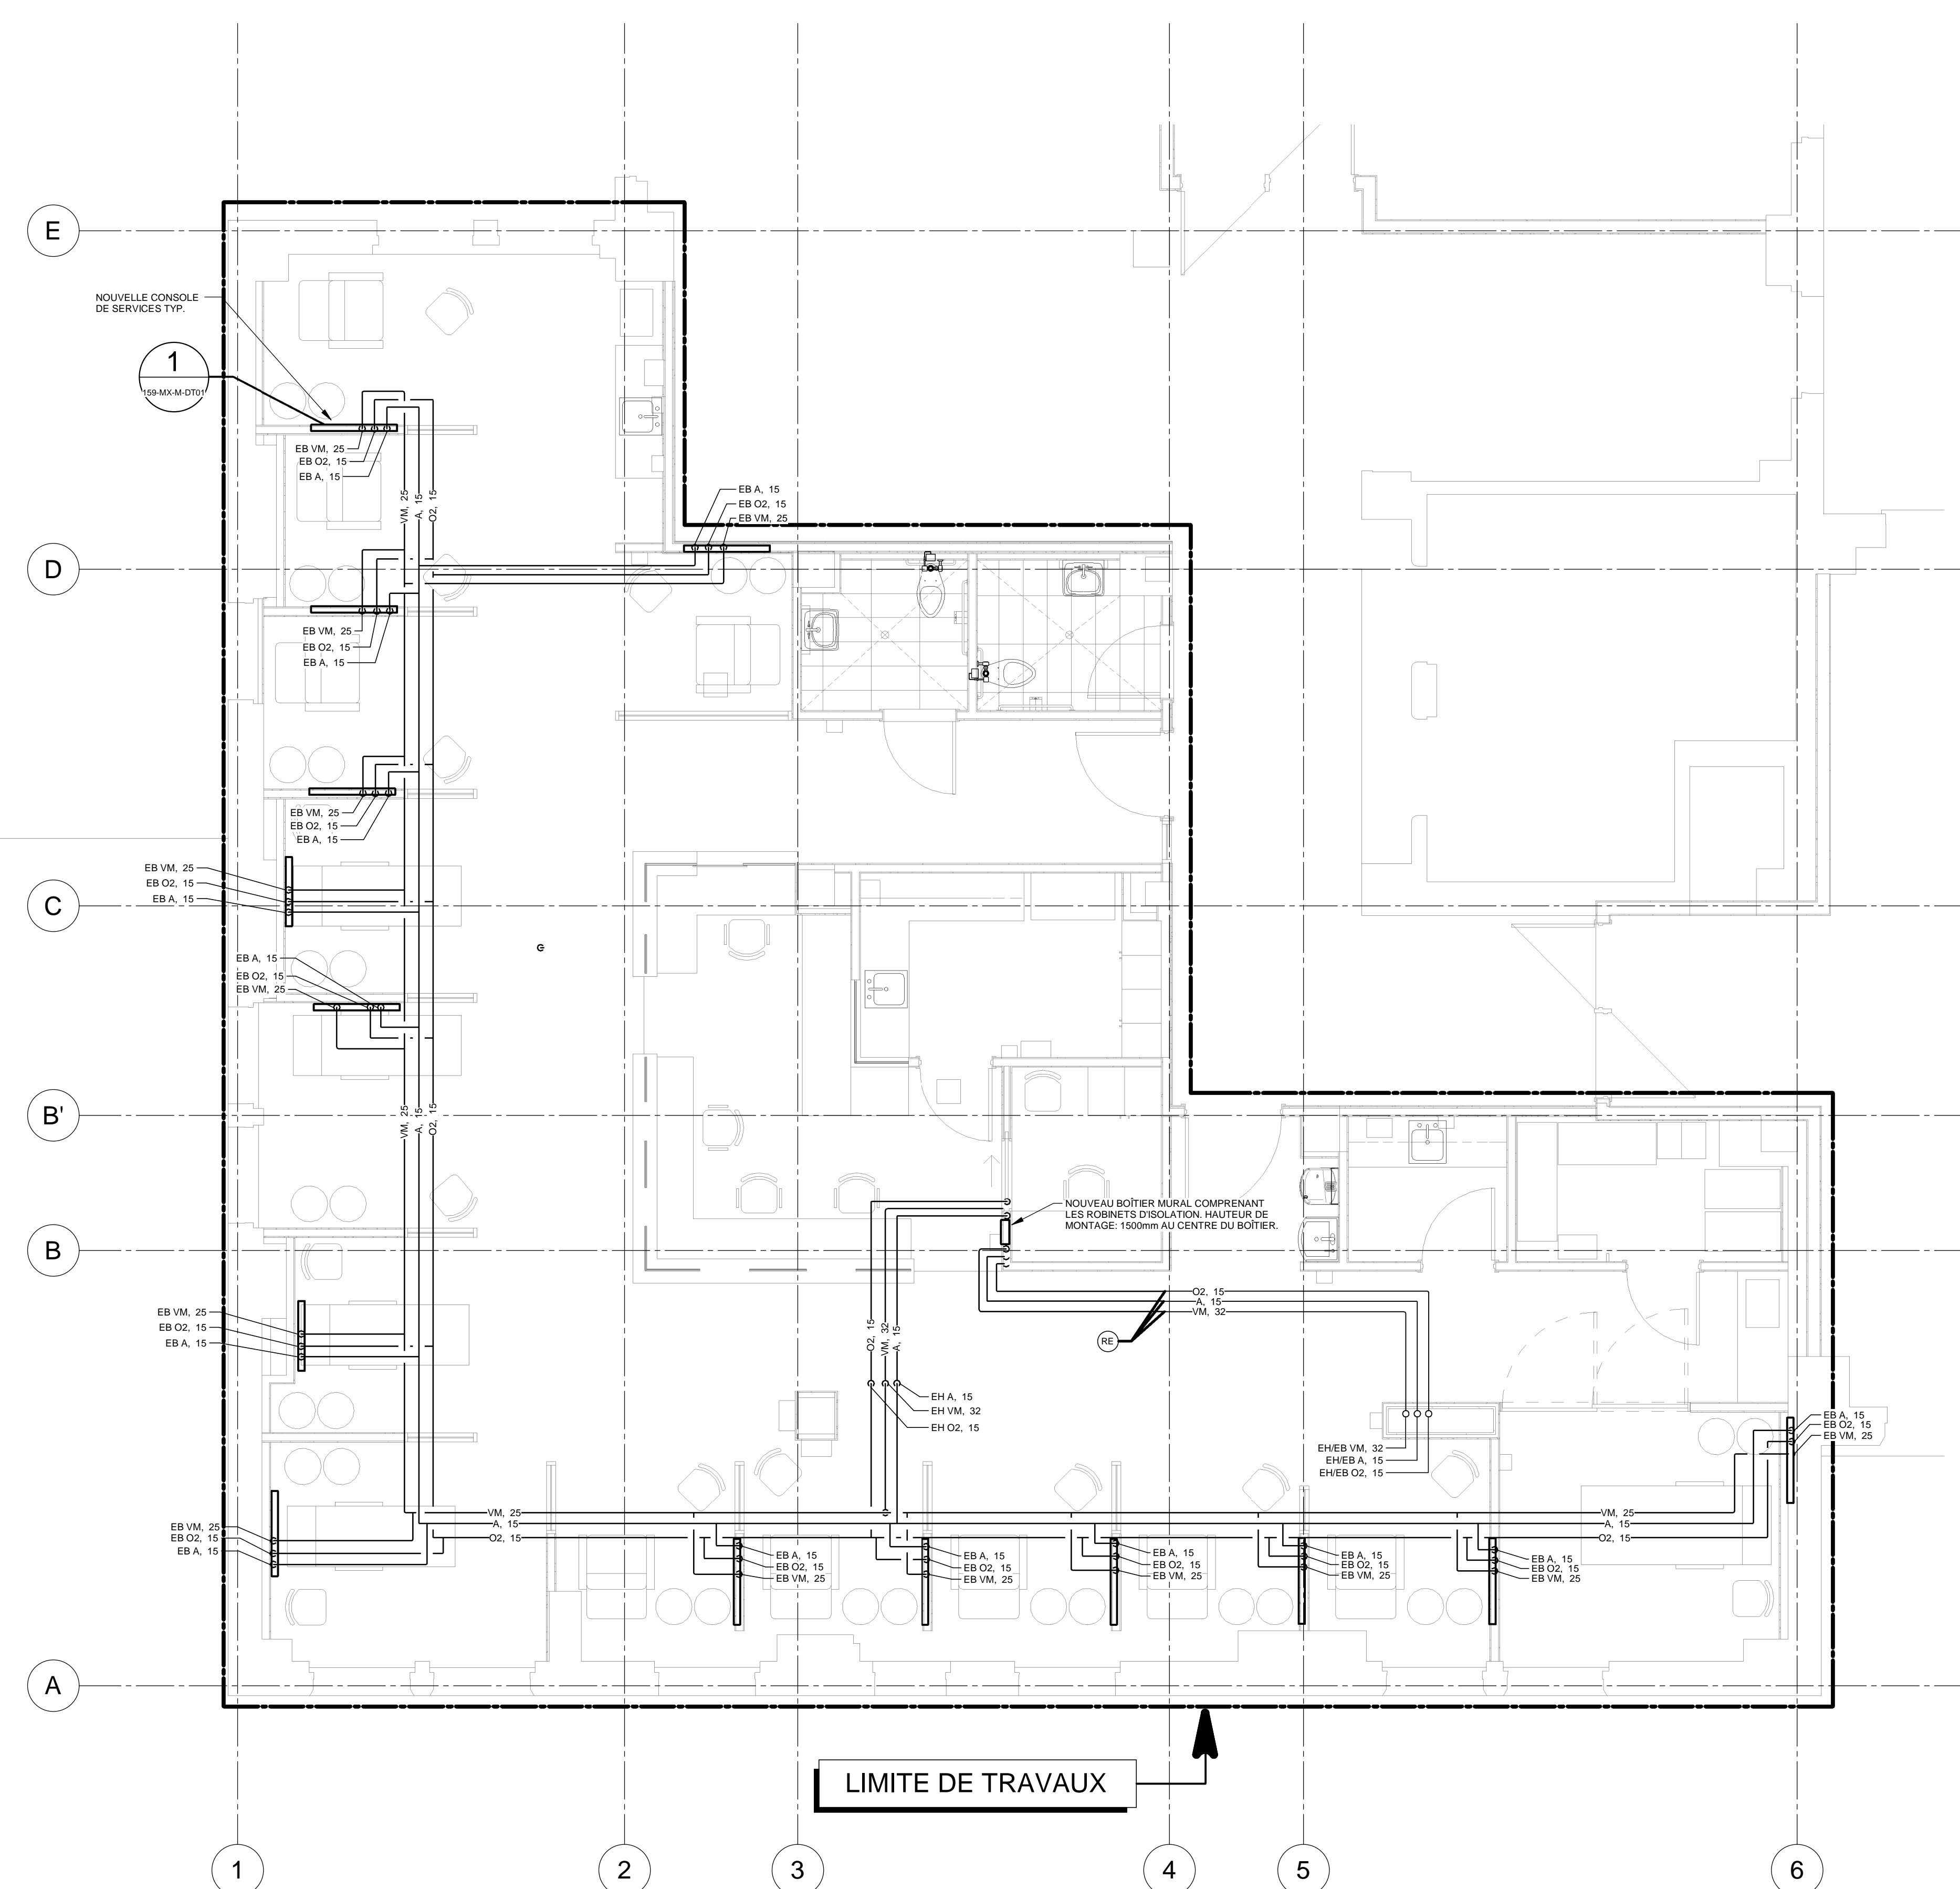 E
NOUVELLE CONSOLE
DE SERVICES TYP.
1
159-MX-M-DT01
EB VM, 25
EB O2, 15
EB A, 15
VM, 25
A, 15
O2, 15
EB A, 15
EB O2, 15
EB VM, 25
D
EB VM, 25
EB O2, 15
EB A, 15
EB VM, 25
EB O2, 15
EB A, 15
EB VM, 25
EB O2, 15
EB A, 15
C
EB A, 15
EB O2, 15
EB VM, 25
VM, 25
A, 15
O2, 15
B'
NOUVEAU BOÎTIER MURAL COMPRENANT
LES ROBINETS D'ISOLATION. HAUTEUR DE
MONTAGE: 1500mm AU CENTRE DU BOÎTIER.
B
O2, 15
A, 15
VM, 32
RE
EB VM, 25
EB O2, 15
EB A, 15
O2, 15
VM, 32
A, 15
EH A, 15
EH VM, 32
EH O2, 15
EH/EB VM, 32
EH/EB A, 15
EH/EB O2, 15
EB A, 15
EB O2, 15
EB VM, 25
VM, 25
A, 15
O2, 15
VM, 25
A, 15
O2, 15
EB VM, 25
EB O2, 15
EB A, 15
EB A, 15
EB O2, 15
EB VM, 25
EB A, 15
EB O2, 15
EB VM, 25
EB A, 15
EB O2, 15
EB VM, 25
EB A, 15
EB O2, 15
EB VM, 25
EB A, 15
EB O2, 15
EB VM, 25
A
LIMITE DE TRAVAUX
1
2
3
4
5
6